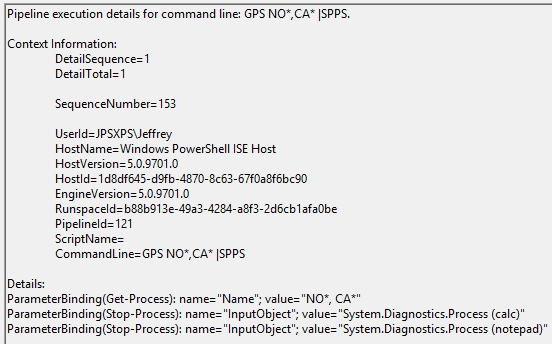 Pipeline execution details for command line: GPS NO*,CA* |SPPS.
Context Information:
DetailSequence=1
DetailTotal=1
SequenceNumber=153
UserId=JPSXPS\Jeffrey
HostName=Windows PowerShell ISE Host
HostVersion=5.0.9701.0
HostId=1d8df645-d9fb-4870-8c63-67f0a8f6bc90
EngineVersion=5.0.9701.0
RunspaceId=b88b913e-49a3-4284-a8f3-2d6cb1afa0be
PipelineId=121
ScriptName=
CommandLine=GPS NO*,CA* |SPPS
Details:
ParameterBinding(Get-Process): name="Name"; value="NO*, CA*"
ParameterBinding(Stop-Process): name="InputObject"; value="System.Diagnostics.Process (calc)"
ParameterBinding(Stop-Process): name="InputObject"; value="System.Diagnostics.Process (notepad)"